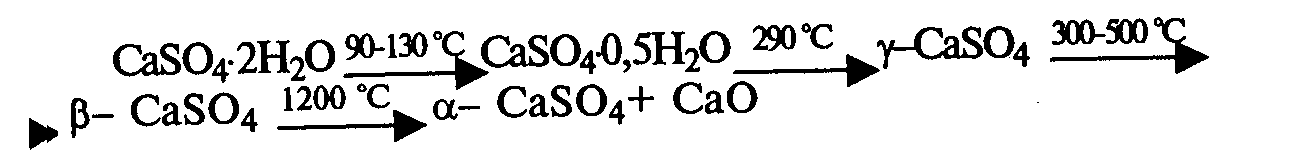 CaSO₄·2H₂O 90-130 °C CaSO₄·0,5H₂O 290 °C γ–CaSO₄ 300-500 °C
β– CaSO₄ 1200 °C α– CaSO₄+ CaO